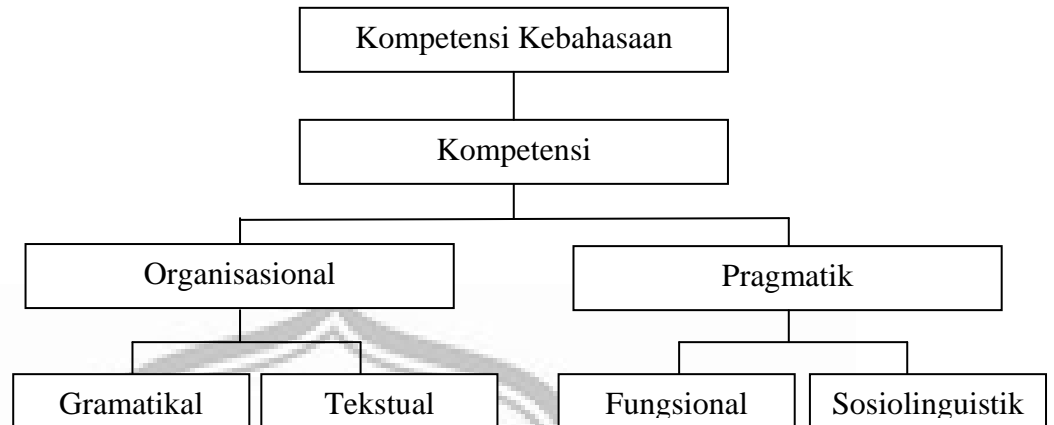 Kompetensi Kebahasaan
Kompetensi
Organisasional
Pragmatik
Gramatikal
Tekstual
Fungsional
Sosiolinguistik